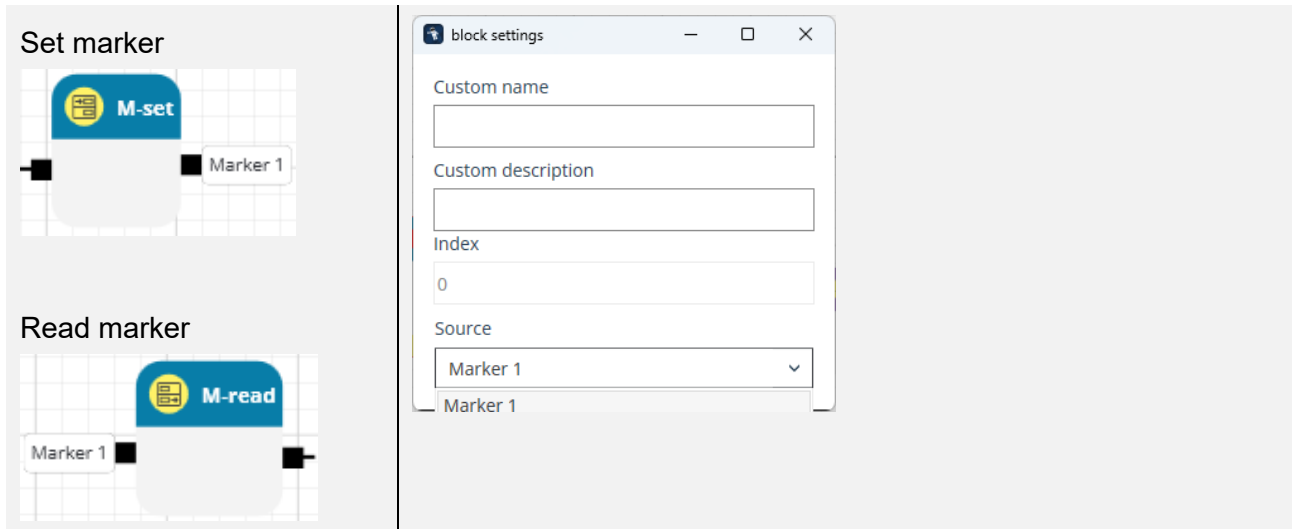 Set marker
M-set
Marker 1
Read marker
M-read
Marker 1
block settings
Custom name
Custom description
Index
0
Source
Marker 1
Marker 1